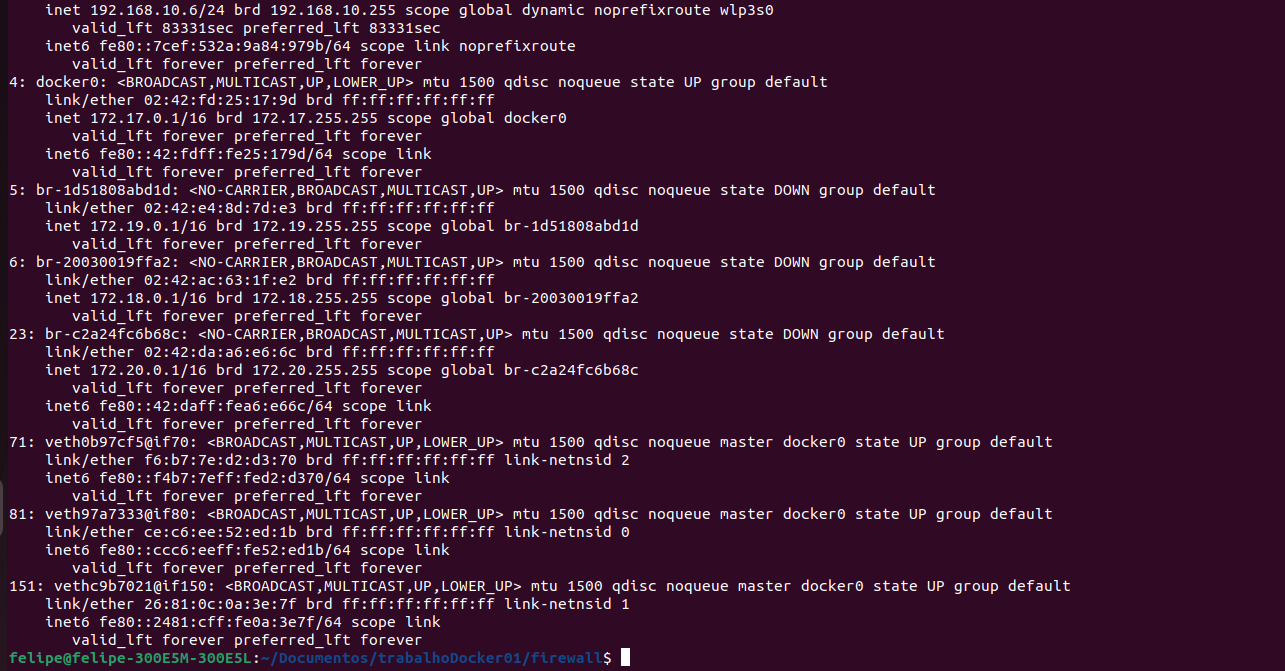 inet 192.168.10.6/24 brd 192.168.10.255 scope global dynamic noprefixroute wlp3s0
       valid_lft 83331sec preferred_lft 83331sec
    inet6 fe80::7cef:532a:9a84:979b/64 scope link noprefixroute
       valid_lft forever preferred_lft forever
4: docker0: <BROADCAST,MULTICAST,UP,LOWER_UP> mtu 1500 qdisc noqueue state UP group default
    link/ether 02:42:fd:25:17:9d brd ff:ff:ff:ff:ff:ff
    inet 172.17.0.1/16 brd 172.17.255.255 scope global docker0
       valid_lft forever preferred_lft forever
    inet6 fe80::42:fdff:fe25:179d/64 scope link
       valid_lft forever preferred_lft forever
5: br-1d51808abd1d: <NO-CARRIER,BROADCAST,MULTICAST,UP> mtu 1500 qdisc noqueue state DOWN group default
    link/ether 02:42:e4:8d:7d:e3 brd ff:ff:ff:ff:ff:ff
    inet 172.19.0.1/16 brd 172.19.255.255 scope global br-1d51808abd1d
       valid_lft forever preferred_lft forever
6: br-20030019ffa2: <NO-CARRIER,BROADCAST,MULTICAST,UP> mtu 1500 qdisc noqueue state DOWN group default
    link/ether 02:42:ac:63:1f:e2 brd ff:ff:ff:ff:ff:ff
    inet 172.18.0.1/16 brd 172.18.255.255 scope global br-20030019ffa2
       valid_lft forever preferred_lft forever
23: br-c2a24fc6b68c: <NO-CARRIER,BROADCAST,MULTICAST,UP> mtu 1500 qdisc noqueue state DOWN group default
    link/ether 02:42:da:a6:e6:6c brd ff:ff:ff:ff:ff:ff
    inet 172.20.0.1/16 brd 172.20.255.255 scope global br-c2a24fc6b68c
       valid_lft forever preferred_lft forever
    inet6 fe80::42:daff:fea6:e66c/64 scope link
       valid_lft forever preferred_lft forever
71: veth0b97cf5@if70: <BROADCAST,MULTICAST,UP,LOWER_UP> mtu 1500 qdisc noqueue master docker0 state UP group default
    link/ether f6:b7:7e:d2:d3:70 brd ff:ff:ff:ff:ff:ff link-netnsid 2
    inet6 fe80::f4b7:7eff:fed2:d370/64 scope link
       valid_lft forever preferred_lft forever
81: veth97a7333@if80: <BROADCAST,MULTICAST,UP,LOWER_UP> mtu 1500 qdisc noqueue master docker0 state UP group default
    link/ether ce:c6:ee:52:ed:1b brd ff:ff:ff:ff:ff:ff link-netnsid 0
    inet6 fe80::ccc6:eeff:fe52:ed1b/64 scope link
       valid_lft forever preferred_lft forever
151: vethc9b7021@if150: <BROADCAST,MULTICAST,UP,LOWER_UP> mtu 1500 qdisc noqueue master docker0 state UP group default
    link/ether 26:81:0c:0a:3e:7f brd ff:ff:ff:ff:ff:ff link-netnsid 1
    inet6 fe80::2481:cff:fe0a:3e7f/64 scope link
       valid_lft forever preferred_lft forever
felipe@felipe-300E5M-300E5L:~/Documentos/trabalhoDocker01/firewall$